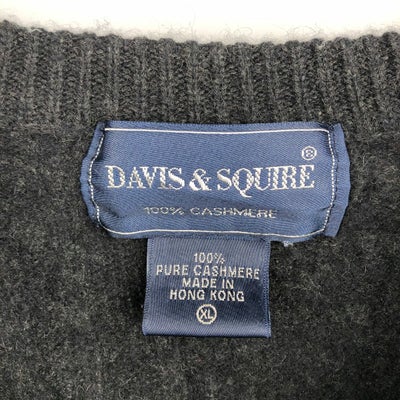 ®
DAVIS & SQUIRE
100% CASHMERE
100%
PURE CASHMERE
MADE IN
HONG KONG
XL